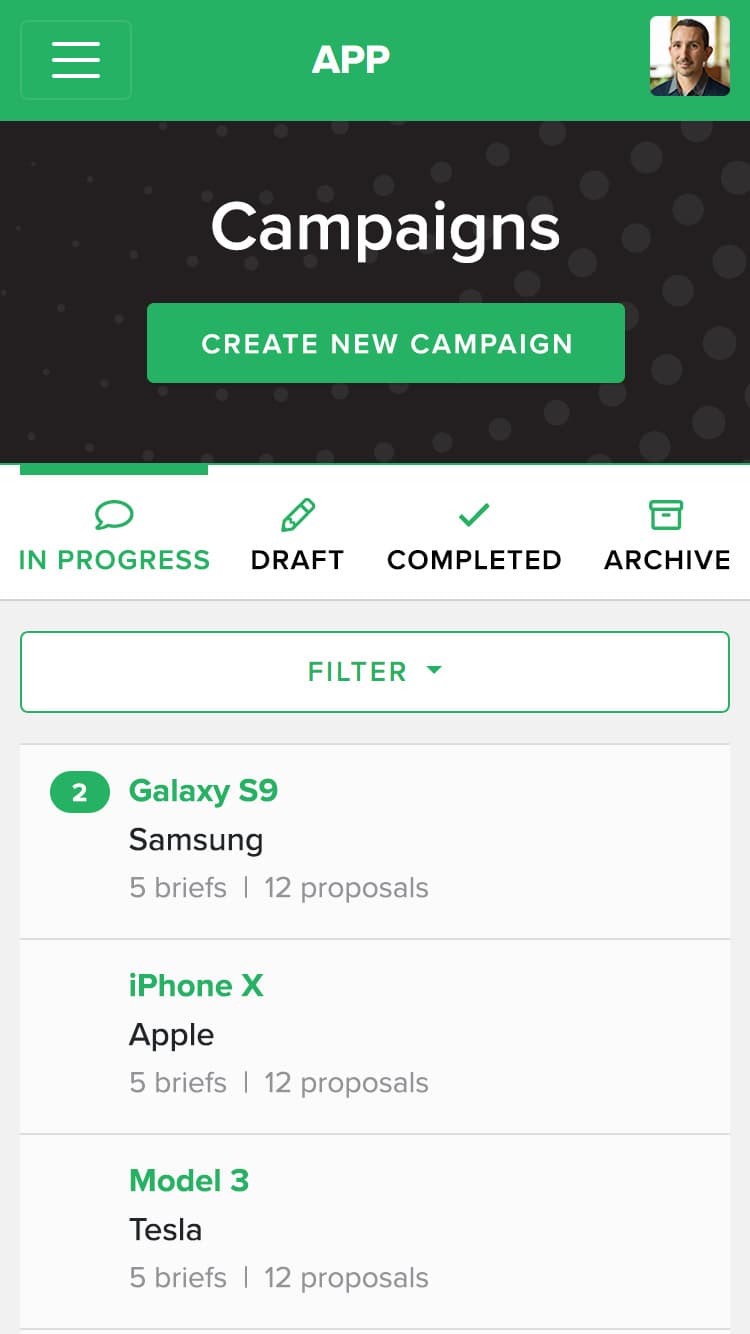 APP
Campaigns
CREATE NEW CAMPAIGN
IN PROGRESS DRAFT COMPLETED ARCHIVE
FILTER
2 Galaxy S9
Samsung
5 briefs | 12 proposals
iPhone X
Apple
5 briefs | 12 proposals
Model 3
Tesla
5 briefs | 12 proposals